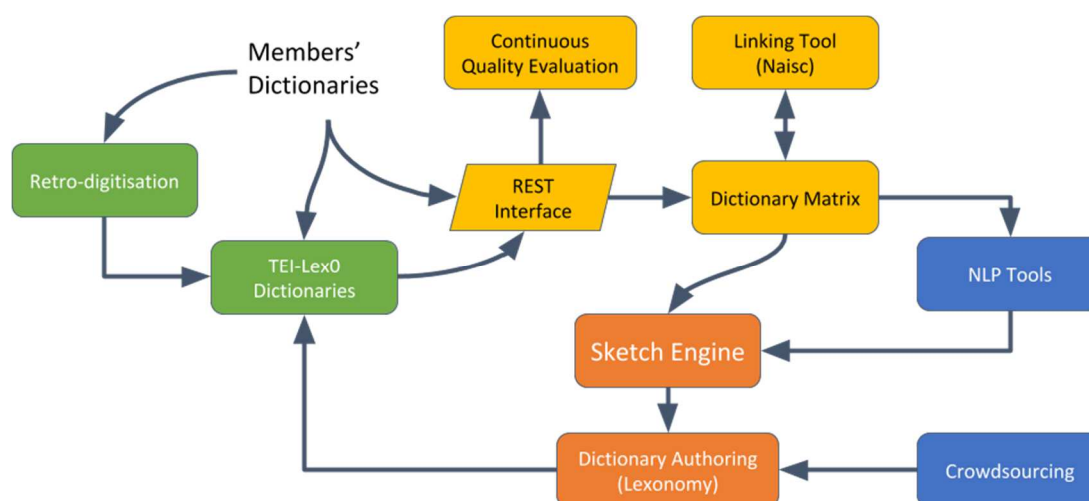 Members'
Dictionaries
Continuous
Quality Evaluation
Linking Tool
(Naisc)
Retro-digitisation
REST
Interface
Dictionary Matrix
TEI-Lex0
Dictionaries
NLP Tools
Sketch Engine
Dictionary Authoring
(Lexonomy)
Crowdsourcing